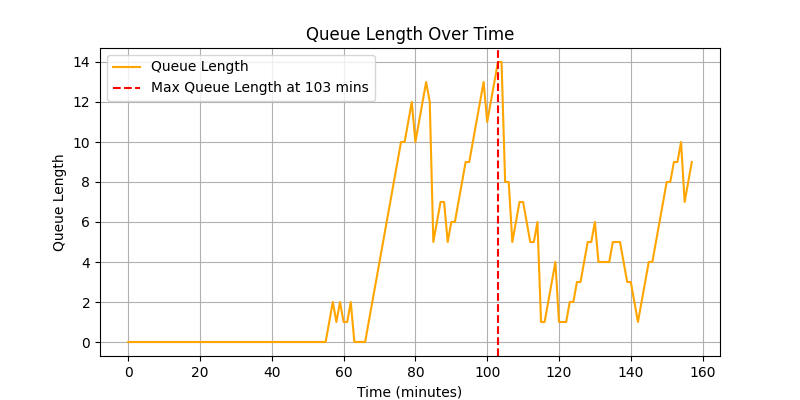 Queue Length Over Time
Queue Length
Max Queue Length at 103 mins
Queue Length
14
12
10
8
6
4
2
0
0 20 40 60 80 100 120 140 160
Time (minutes)